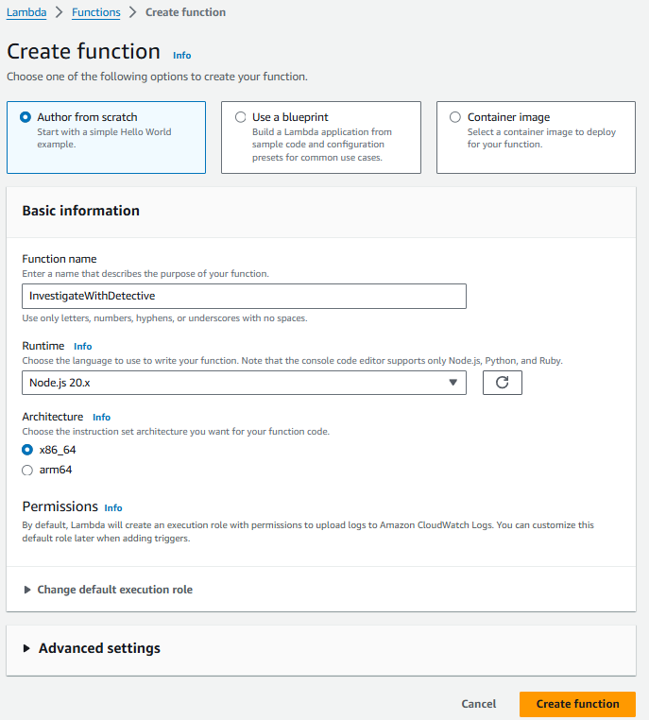 Lambda > Functions > Create function
Create function Info
Choose one of the following options to create your function.
Author from scratch
Start with a simple Hello World
example.
Use a blueprint
Build a Lambda application from
sample code and configuration
presets for common use cases.
Container image
Select a container image to deploy
for your function.
Basic information
Function name
Enter a name that describes the purpose of your function.
InvestigateWithDetective
Use only letters, numbers, hyphens, or underscores with no spaces.
Runtime Info
Choose the language to use to write your function. Note that the console code editor supports only Node.js, Python, and Ruby.
Node.js 20.x
Architecture Info
Choose the instruction set architecture you want for your function code.
x86_64
arm64
Permissions Info
By default, Lambda will create an execution role with permissions to upload logs to Amazon CloudWatch Logs. You can customize this
default role later when adding triggers.
Change default execution role
Advanced settings
Cancel Create function